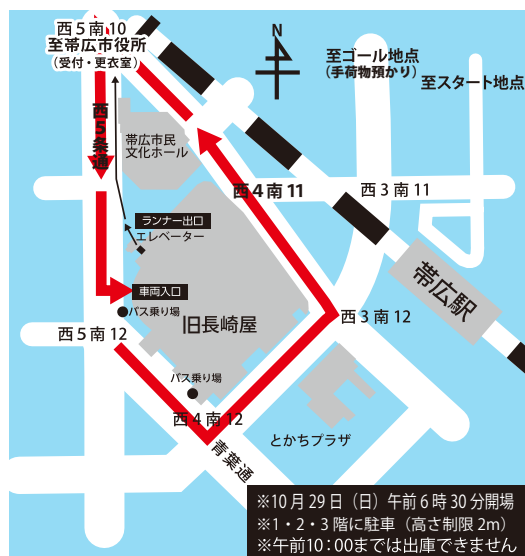 西5南10
至帯広市役所
(受付・更衣室)
N
至ゴール地点
(手荷物預かり)
至スタート地点
西5条通
帯広市民
文化ホール
西4南11
西3南11
ランナー出口
エレベーター
車両入口
バス乗り場
帯広駅
旧長崎屋
西3南12
西5南12
バス乗り場
西4南12
青葉通
とかちプラザ
※10月29日（日）午前6時30分開場
※1・2・3階に駐車（高さ制限2m）
※午前10：00までは出庫できません